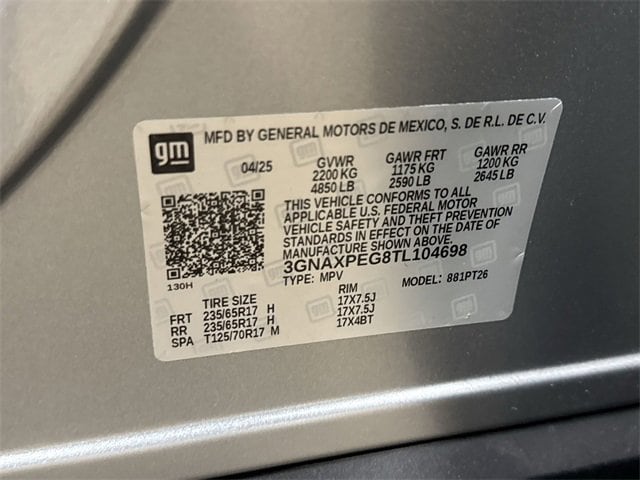 gm
MFD BY GENERAL MOTORS DE MEXICO, S. DE R.L. DE C.V.
04/25 GVWR GAWR FRT GAWR RR
2200 KG 1175 KG 1200 KG
4850 LB 2590 LB 2645 LB
THIS VEHICLE CONFORMS TO ALL
APPLICABLE U.S. FEDERAL MOTOR
VEHICLE SAFETY AND THEFT PREVENTION
STANDARDS IN EFFECT ON THE DATE OF
MANUFACTURE SHOWN ABOVE.
3GNAXPEG8TL104698
130H
TYPE: MPV MODEL: 881PT26
TIRE SIZE RIM
FRT 235/65R17 H 17X7.5J
RR 235/65R17 H 17X7.5J
SPA T125/70R17 M 17X4BT